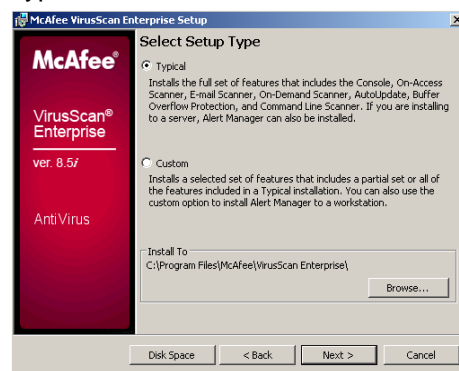 McAfee VirusScan Enterprise Setup
Select Setup Type
McAfee®
VirusScan®
Enterprise
ver. 8.5i
AntiVirus
Typical
Installs the full set of features that includes the Console, On-Access
Scanner, E-mail Scanner, On-Demand Scanner, AutoUpdate, Buffer
Overflow Protection, and Command Line Scanner. If you are installing
to a server, Alert Manager can also be installed.
Custom
Installs a selected set of features that includes a partial set or all of
the features included in a Typical installation. You can also use the
custom option to install Alert Manager to a workstation.
Install To
C:\Program Files\McAfee\VirusScan Enterprise\
Browse...
Disk Space
< Back
Next >
Cancel